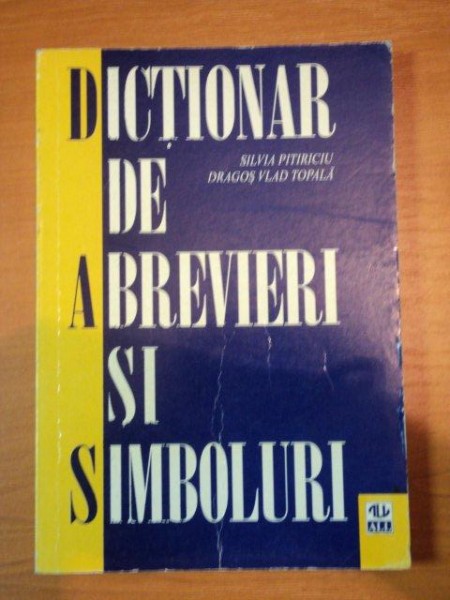 DICȚIONAR
SILVIA PITIRICIU
DRAGOȘ VLAD TOPALĂ
DE
ABREVIERI
ȘI
SIMBOLURI
ALL